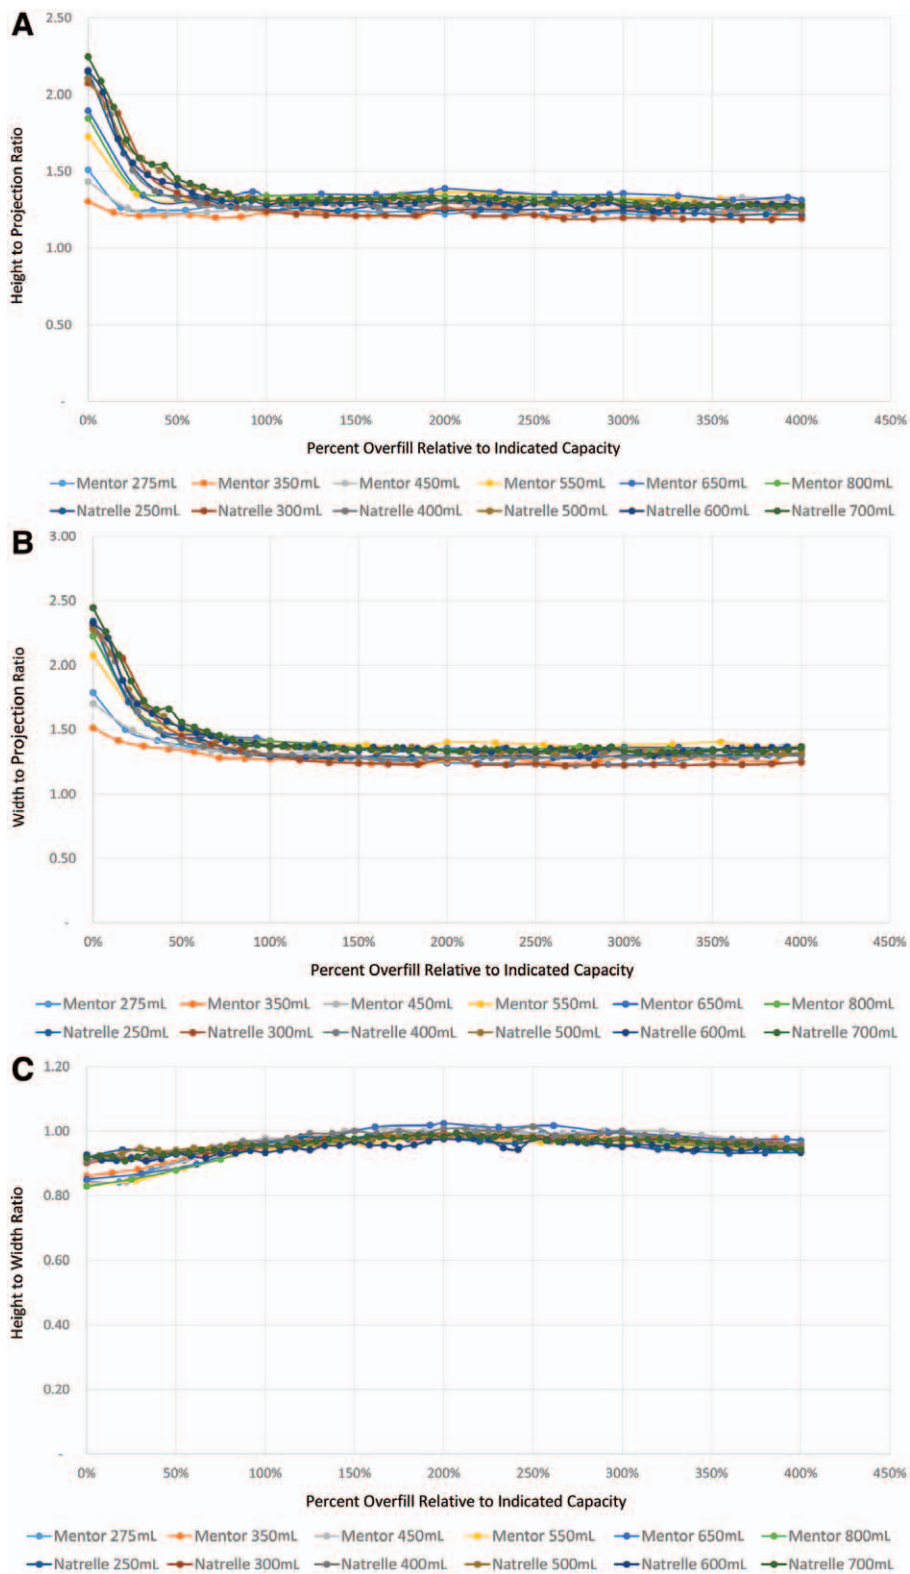 A
2.50
2.00
1.50
1.00
0.50
-
Height to Projection Ratio
0% 50% 100% 150% 200% 250% 300% 350% 400% 450%
Percent Overfill Relative to Indicated Capacity
Mentor 275mL Mentor 350mL Mentor 450mL Mentor 550mL Mentor 650mL Mentor 800mL
Natrelle 250mL Natrelle 300mL Natrelle 400mL Natrelle 500mL Natrelle 600mL Natrelle 700mL
B
3.00
2.50
2.00
1.50
1.00
0.50
-
Width to Projection Ratio
0% 50% 100% 150% 200% 250% 300% 350% 400% 450%
Percent Overfill Relative to Indicated Capacity
Mentor 275mL Mentor 350mL Mentor 450mL Mentor 550mL Mentor 650mL Mentor 800mL
Natrelle 250mL Natrelle 300mL Natrelle 400mL Natrelle 500mL Natrelle 600mL Natrelle 700mL
C
1.20
1.00
0.80
0.60
0.40
0.20
-
Height to Width Ratio
0% 50% 100% 150% 200% 250% 300% 350% 400% 450%
Percent Overfill Relative to Indicated Capacity
Mentor 275mL Mentor 350mL Mentor 450mL Mentor 550mL Mentor 650mL Mentor 800mL
Natrelle 250mL Natrelle 300mL Natrelle 400mL Natrelle 500mL Natrelle 600mL Natrelle 700mL